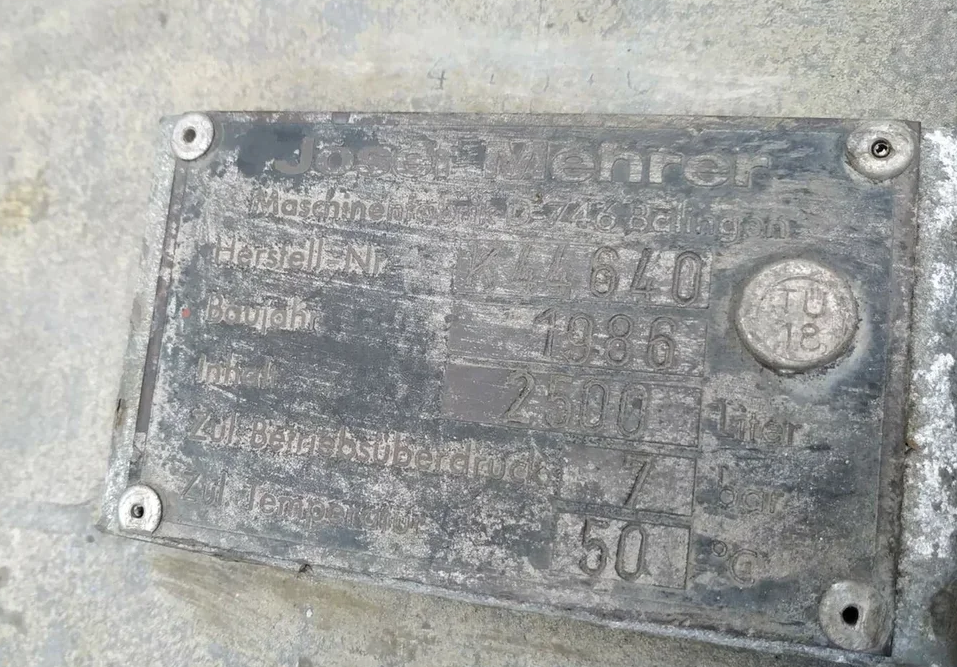 Josef Mehrer
Maschinenfabrik D-746 Balingen
Herstell.-Nr. K44640
Baujahr 1986
Inhalt 2500 Liter
Zul. Betriebsüberdruck 7 bar
Zul. Temperatur 50 °C
TÜ
18